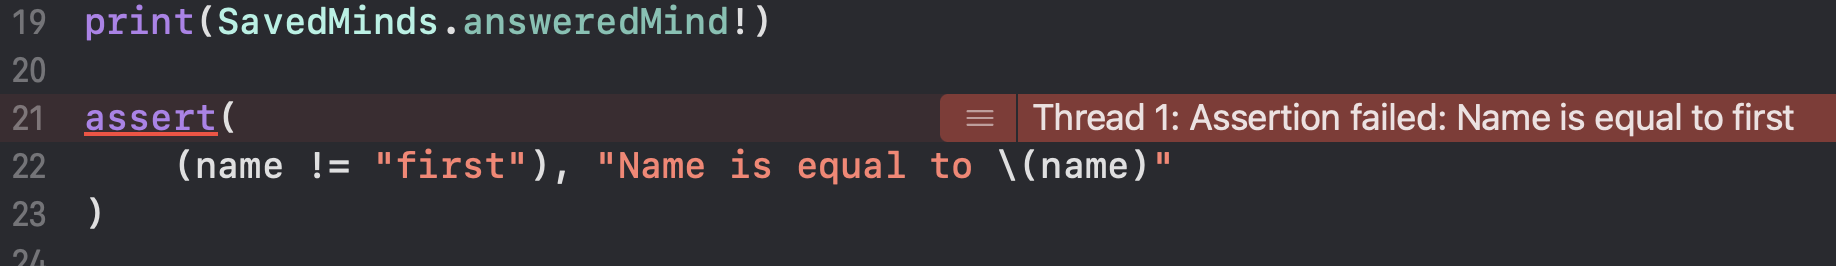 19 print(SavedMinds.answeredMind!)
20
21 assert( Thread 1: Assertion failed: Name is equal to first
22 (name != "first"), "Name is equal to \(name)"
23 )
24